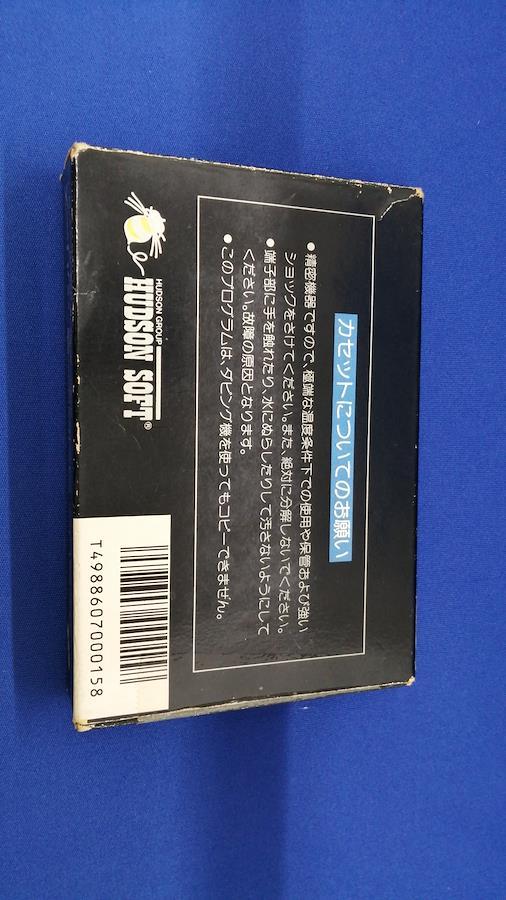 カセットについてのお願い
●精密機器ですので、極端な温度条件下での使用や保管および強い
ショックをさけてください。また、絶対に分解しないでください。
●端子部に手を触れたり、水にぬらしたりして汚さないようにして
ください。故障の原因となります。
●このプログラムは、ダビング機を使ってもコピーできません。
HUDSON GROUP
HUDSON SOFT®
T4988607000158